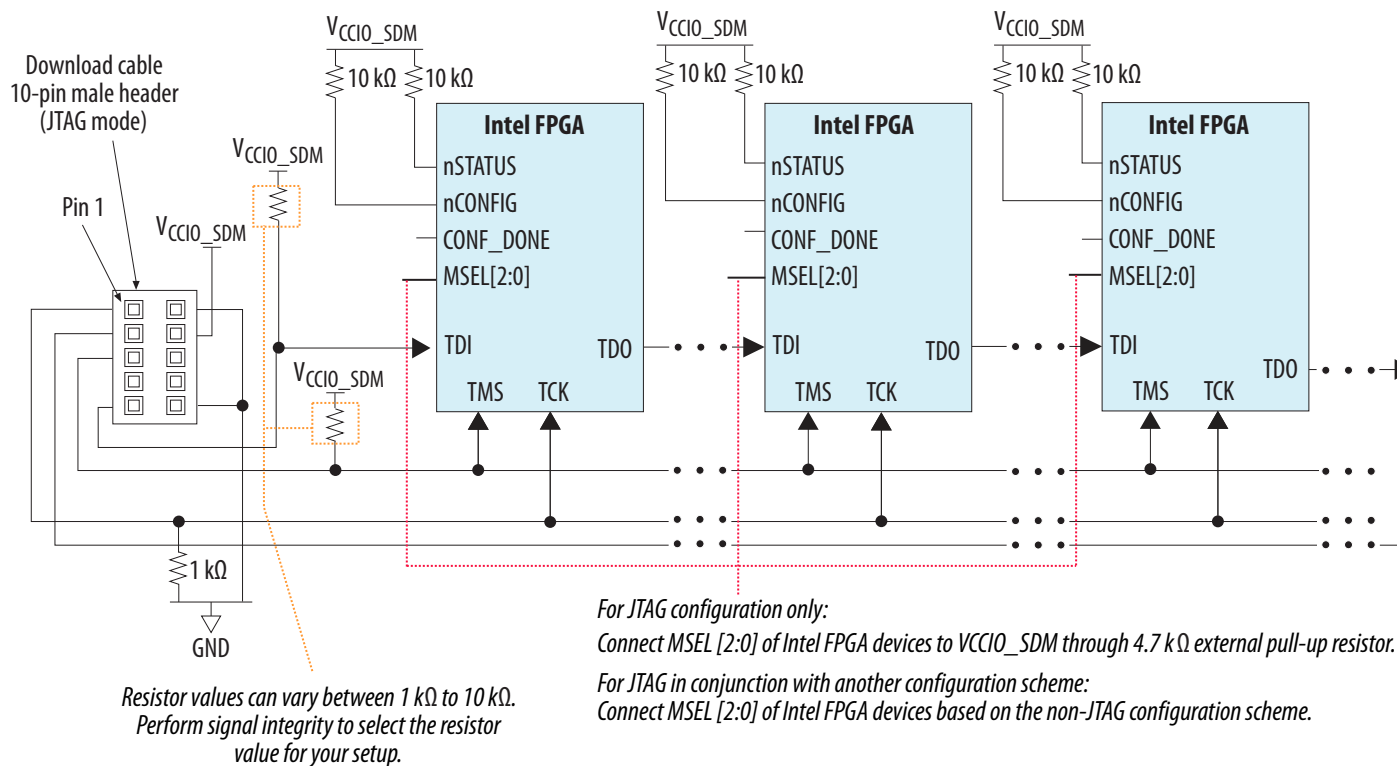 V_CCIO_SDM
V_CCIO_SDM
V_CCIO_SDM
10 kΩ
10 kΩ
10 kΩ
10 kΩ
10 kΩ
10 kΩ
Download cable
10-pin male header
(JTAG mode)
V_CCIO_SDM
Pin 1
V_CCIO_SDM
Intel FPGA
nSTATUS
nCONFIG
CONF_DONE
MSEL[2:0]
TDI
TDO
TMS
TCK
Intel FPGA
nSTATUS
nCONFIG
CONF_DONE
MSEL[2:0]
TDI
TDO
TMS
TCK
Intel FPGA
nSTATUS
nCONFIG
CONF_DONE
MSEL[2:0]
TDI
TDO
TMS
TCK
V_CCIO_SDM
1 kΩ
GND
Resistor values can vary between 1 kΩ to 10 kΩ.
Perform signal integrity to select the resistor
value for your setup.
For JTAG configuration only:
Connect MSEL [2:0] of Intel FPGA devices to VCCIO_SDM through 4.7 kΩ external pull-up resistor.
For JTAG in conjunction with another configuration scheme:
Connect MSEL [2:0] of Intel FPGA devices based on the non-JTAG configuration scheme.